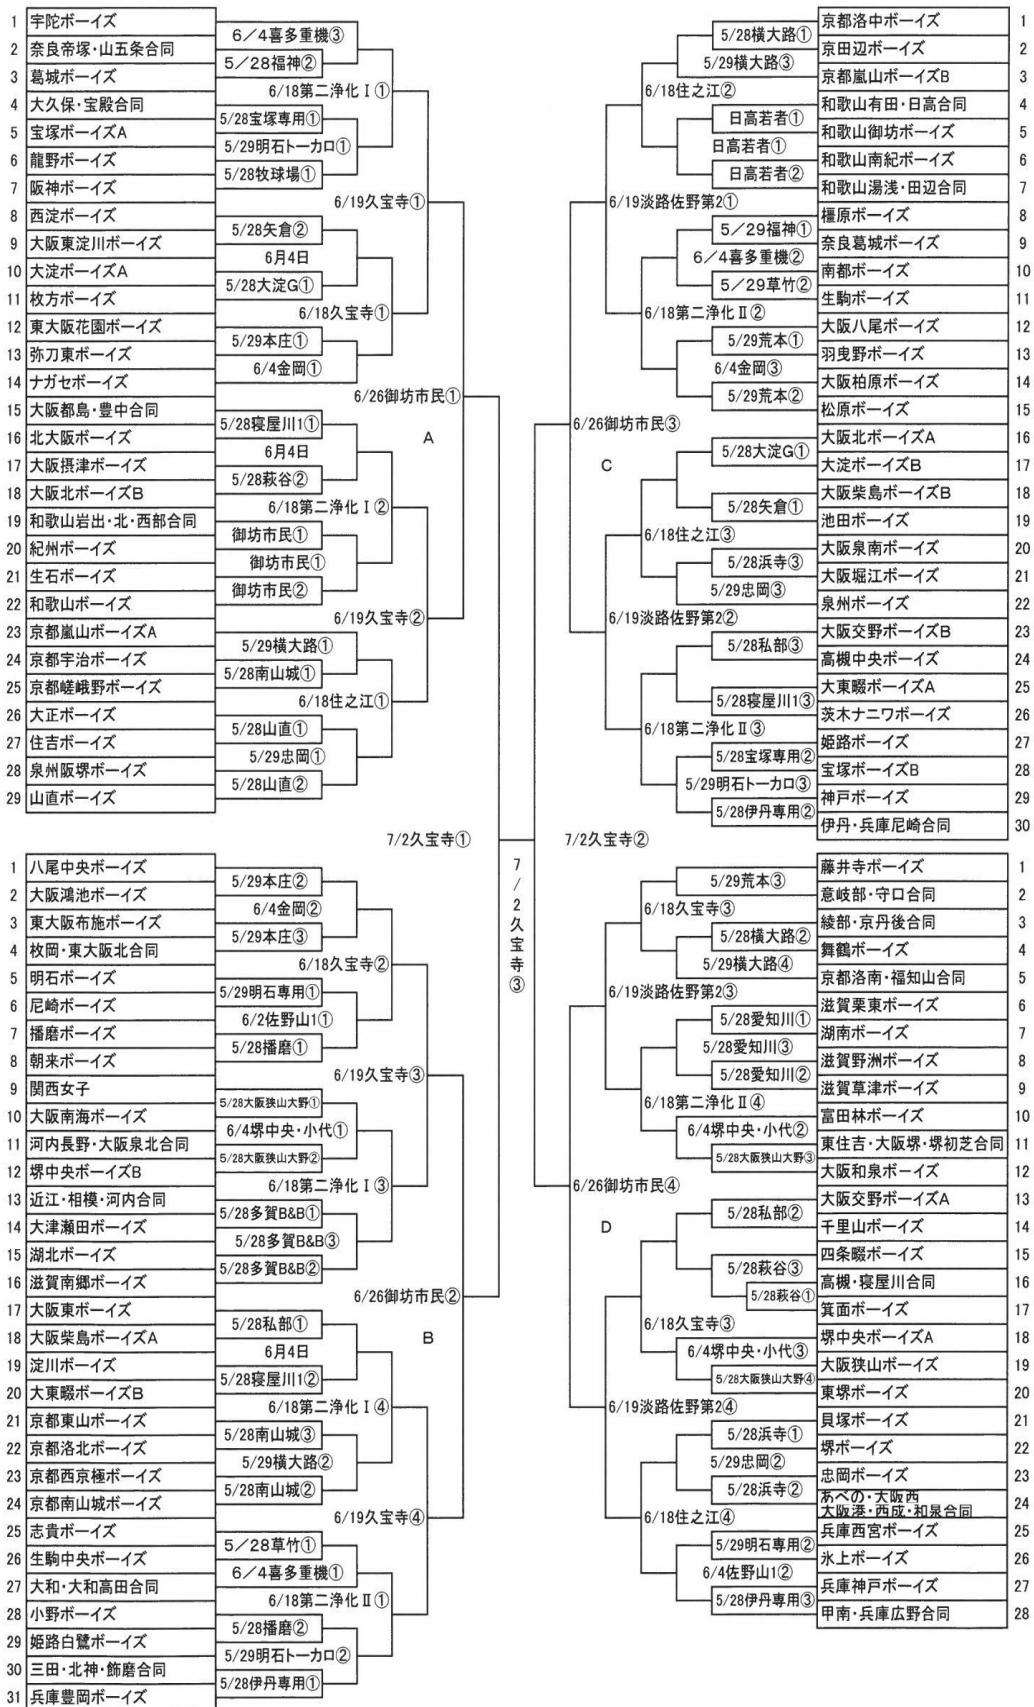 1 宇陀ボーイズ
2 奈良帝塚・山五条合同
3 葛城ボーイズ
4 大久保・宝殿合同
5 宝塚ボーイズA
6 龍野ボーイズ
7 阪神ボーイズ
8 西淀ボーイズ
9 大阪東淀川ボーイズ
10 大淀ボーイズA
11 枚方ボーイズ
12 東大阪花園ボーイズ
13 弥刀東ボーイズ
14 ナガセボーイズ
15 大阪都島・豊中合同
16 北大阪ボーイズ
17 大阪摂津ボーイズ
18 大阪北ボーイズB
19 和歌山岩出・北・西部合同
20 紀州ボーイズ
21 生石ボーイズ
22 和歌山ボーイズ
23 京都嵐山ボーイズA
24 京都宇治ボーイズ
25 京都嵯峨野ボーイズ
26 大正ボーイズ
27 住吉ボーイズ
28 泉州阪堺ボーイズ
29 山直ボーイズ
6/4喜多重機③
5/28福神②
6/18第二浄化Ⅰ①
5/28宝塚専用①
5/29明石トーカロ①
5/28牧球場①
6/19久宝寺①
5/28矢倉②
6月4日
5/28大淀G①
6/18久宝寺①
5/29本庄①
6/4金岡①
6/26御坊市民①
A
5/28寝屋川1①
6月4日
5/28萩谷②
6/18第二浄化Ⅰ②
御坊市民①
御坊市民①
御坊市民②
6/19久宝寺②
5/29横大路①
5/28南山城①
6/18住之江①
5/28山直①
5/29忠岡①
5/28山直②
7/2久宝寺①
京都洛中ボーイズ 1
京田辺ボーイズ 2
京都嵐山ボーイズB 3
和歌山有田・日高合同 4
和歌山御坊ボーイズ 5
和歌山南紀ボーイズ 6
和歌山湯浅・田辺合同 7
橿原ボーイズ 8
奈良葛城ボーイズ 9
南都ボーイズ 10
生駒ボーイズ 11
大阪八尾ボーイズ 12
羽曳野ボーイズ 13
大阪柏原ボーイズ 14
松原ボーイズ 15
大阪北ボーイズA 16
大淀ボーイズB 17
大阪柴島ボーイズB 18
池田ボーイズ 19
大阪泉南ボーイズ 20
大阪堀江ボーイズ 21
泉州ボーイズ 22
大阪交野ボーイズB 23
高槻中央ボーイズ 24
大東畷ボーイズA 25
茨木ナニワボーイズ 26
姫路ボーイズ 27
宝塚ボーイズB 28
神戸ボーイズ 29
伊丹・兵庫尼崎合同 30
5/28横大路①
5/29横大路③
6/18住之江②
日高若者①
日高若者①
日高若者②
6/19淡路佐野第2①
5/29福神①
6/4喜多重機②
5/29草竹②
6/18第二浄化Ⅱ②
5/29荒本①
6/4金岡③
5/29荒本②
6/26御坊市民③
C
5/28大淀G①
5/28矢倉①
6/18住之江③
5/28浜寺③
5/29忠岡③
6/19淡路佐野第2②
5/28私部③
5/28寝屋川1③
6/18第二浄化Ⅱ③
5/28宝塚専用②
5/29明石トーカロ③
5/28伊丹専用②
7/2久宝寺②
7/2久宝寺③
1 八尾中央ボーイズ
2 大阪鴻池ボーイズ
3 東大阪布施ボーイズ
4 枚岡・東大阪北合同
5 明石ボーイズ
6 尼崎ボーイズ
7 播磨ボーイズ
8 朝来ボーイズ
9 関西女子
10 大阪南海ボーイズ
11 河内長野・大阪泉北合同
12 堺中央ボーイズB
13 近江・相模・河内合同
14 大津瀬田ボーイズ
15 湖北ボーイズ
16 滋賀南郷ボーイズ
17 大阪東ボーイズ
18 大阪柴島ボーイズA
19 淀川ボーイズ
20 大東畷ボーイズB
21 京都東山ボーイズ
22 京都洛北ボーイズ
23 京都西京極ボーイズ
24 京都南山城ボーイズ
25 志貴ボーイズ
26 生駒中央ボーイズ
27 大和・大和高田合同
28 小野ボーイズ
29 姫路白鷺ボーイズ
30 三田・北神・飾磨合同
31 兵庫豊岡ボーイズ
5/29本庄②
6/4金岡②
5/29本庄③
6/18久宝寺②
5/29明石専用①
6/2佐野山1①
5/28播磨①
6/19久宝寺③
5/28大阪狭山大野①
6/4堺中央・小代①
5/28大阪狭山大野②
6/18第二浄化Ⅰ③
5/28多賀B&B①
5/28多賀B&B③
5/28多賀B&B②
6/26御坊市民②
B
5/28私部①
6月4日
5/28寝屋川1②
6/18第二浄化Ⅰ④
5/28南山城③
5/29横大路②
5/28南山城②
6/19久宝寺④
5/28草竹①
6/4喜多重機①
6/18第二浄化Ⅱ①
5/28播磨②
5/29明石トーカロ②
5/28伊丹専用①
藤井寺ボーイズ 1
意岐部・守口合同 2
綾部・京丹後合同 3
舞鶴ボーイズ 4
京都洛南・福知山合同 5
滋賀栗東ボーイズ 6
湖南ボーイズ 7
滋賀野洲ボーイズ 8
滋賀草津ボーイズ 9
富田林ボーイズ 10
東住吉・大阪堺・堺初芝合同 11
大阪和泉ボーイズ 12
大阪交野ボーイズA 13
千里山ボーイズ 14
四条畷ボーイズ 15
高槻・寝屋川合同 16
箕面ボーイズ 17
堺中央ボーイズA 18
大阪狭山ボーイズ 19
東堺ボーイズ 20
貝塚ボーイズ 21
堺ボーイズ 22
忠岡ボーイズ 23
あべの・大阪西
大阪港・西成・和泉合同 24
兵庫西宮ボーイズ 25
氷上ボーイズ 26
兵庫神戸ボーイズ 27
甲南・兵庫広野合同 28
5/29荒本③
6/18久宝寺③
5/28横大路②
5/29横大路④
6/19淡路佐野第2③
5/28愛知川①
5/28愛知川③
5/28愛知川②
6/18第二浄化Ⅱ④
6/4堺中央・小代②
5/28大阪狭山大野③
6/26御坊市民④
D
5/28私部②
5/28萩谷③
5/28萩谷①
6/18久宝寺③
6/4堺中央・小代③
5/28大阪狭山大野④
6/19淡路佐野第2④
5/28浜寺①
5/29忠岡②
5/28浜寺②
6/18住之江④
5/29明石専用②
6/4佐野山1②
5/28伊丹専用③